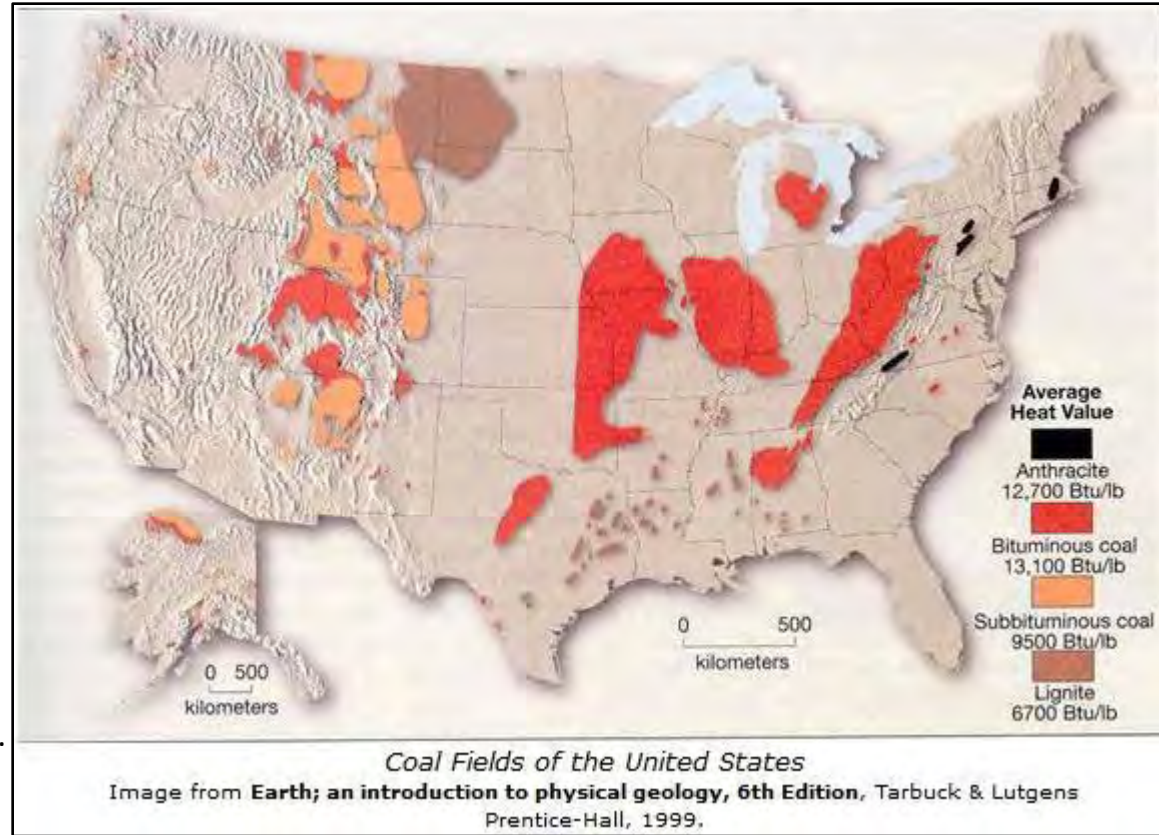 Average
Heat Value
Anthracite
12,700 Btu/lb
Bituminous coal
13,100 Btu/lb
Subbituminous coal
9500 Btu/lb
Lignite
6700 Btu/lb
0 500
kilometers
0 500
kilometers
.
Coal Fields of the United States
Image from Earth; an introduction to physical geology, 6th Edition, Tarbuck & Lutgens
Prentice-Hall, 1999.